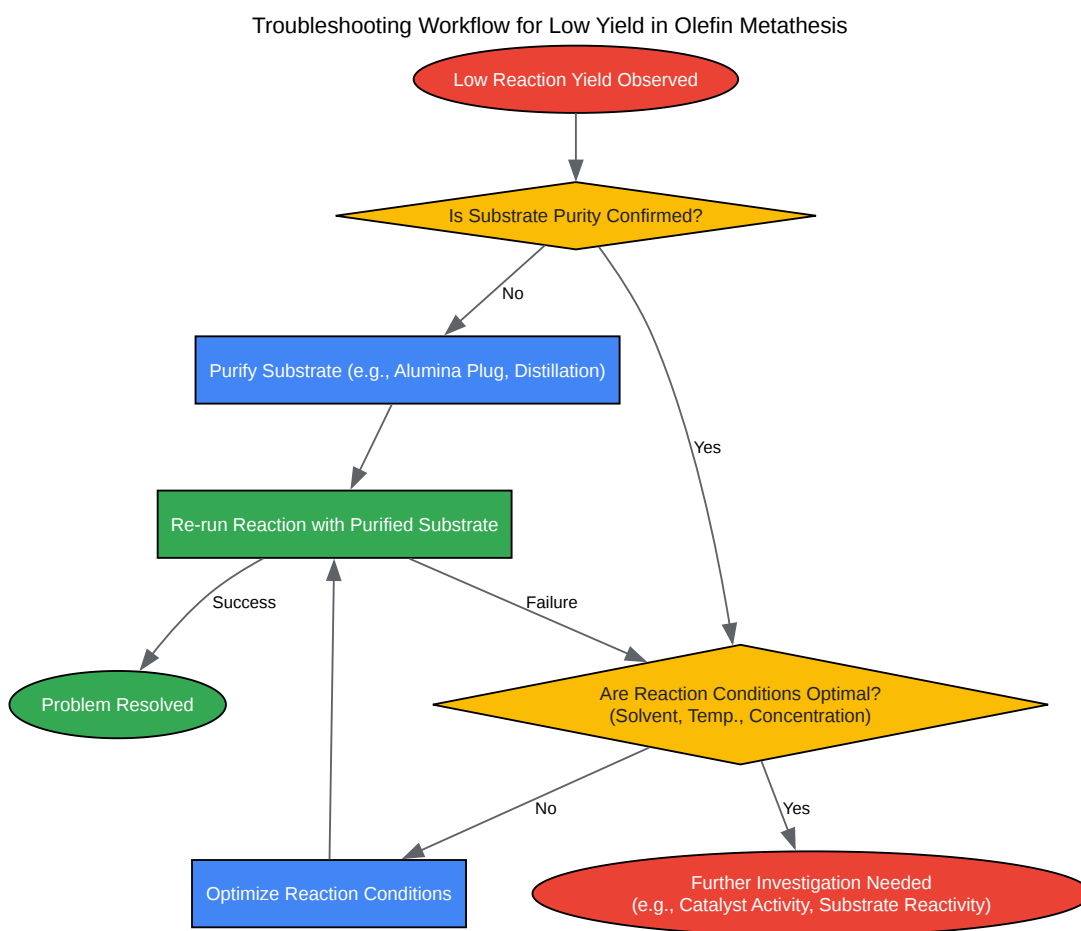 Troubleshooting Workflow for Low Yield in Olefin Metathesis
Low Reaction Yield Observed
Is Substrate Purity Confirmed?
No
Purify Substrate (e.g., Alumina Plug, Distillation)
Yes
Re-run Reaction with Purified Substrate
Success
Failure
Problem Resolved
Are Reaction Conditions Optimal?
(Solvent, Temp., Concentration)
No
Yes
Optimize Reaction Conditions
Further Investigation Needed
(e.g., Catalyst Activity, Substrate Reactivity)